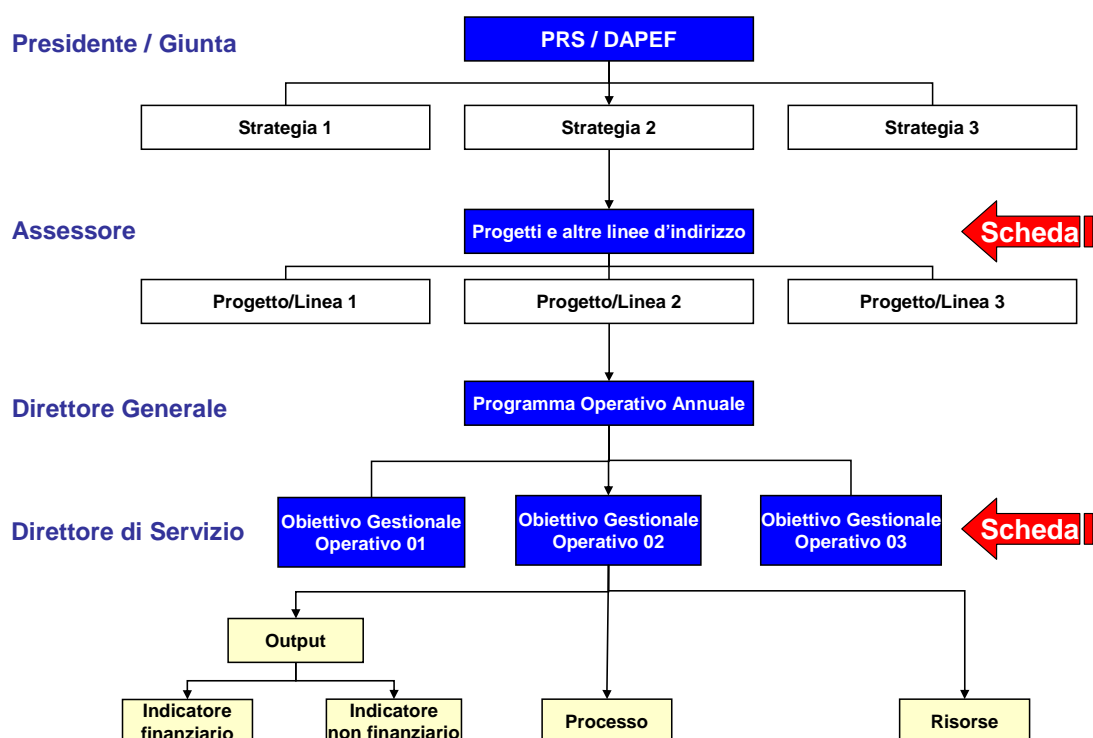 Presidente / Giunta
PRS / DAPEF
Strategia 1
Strategia 2
Strategia 3
Assessore
Progetti e altre linee d'indirizzo
Scheda
Progetto/Linea 1
Progetto/Linea 2
Progetto/Linea 3
Direttore Generale
Programma Operativo Annuale
Direttore di Servizio
Obiettivo Gestionale
Operativo 01
Obiettivo Gestionale
Operativo 02
Obiettivo Gestionale
Operativo 03
Scheda
Output
Indicatore
finanziario
Indicatore
non finanziario
Processo
Risorse